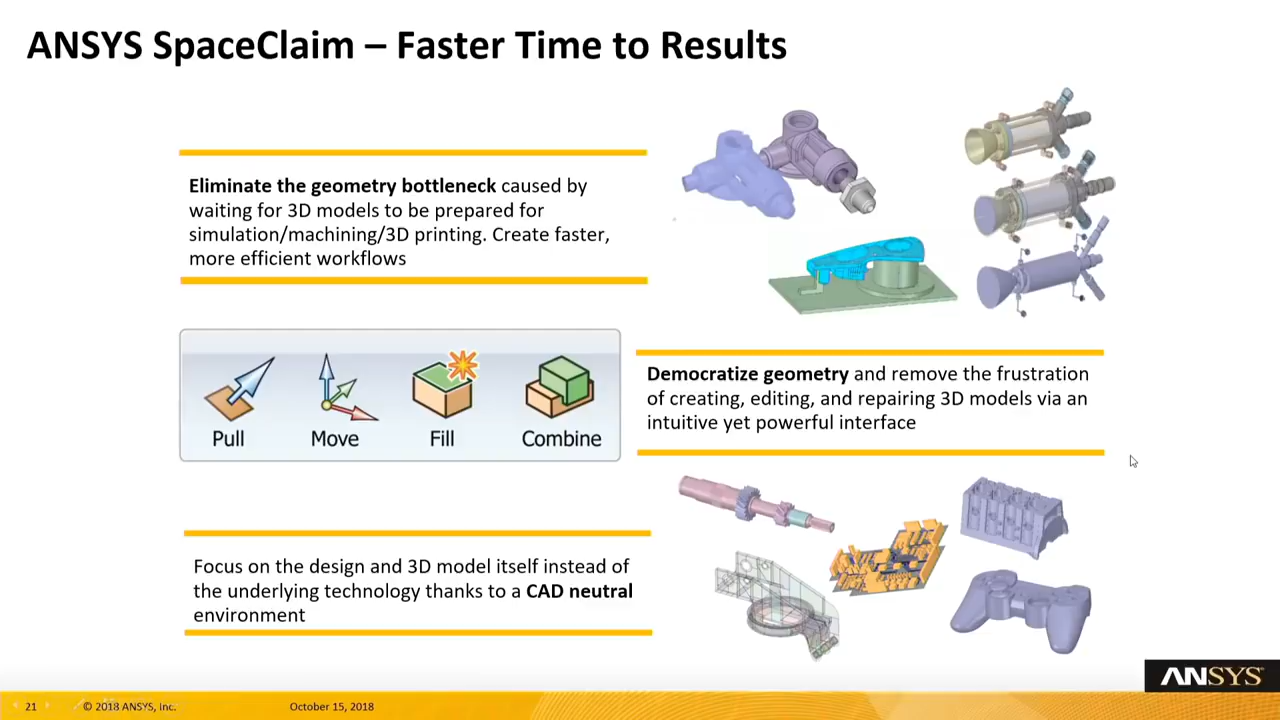 ANSYS SpaceClaim – Faster Time to Results
Eliminate the geometry bottleneck caused by
waiting for 3D models to be prepared for
simulation/machining/3D printing. Create faster,
more efficient workflows
Pull Move Fill Combine
Democratize geometry and remove the frustration
of creating, editing, and repairing 3D models via an
intuitive yet powerful interface
Focus on the design and 3D model itself instead of
the underlying technology thanks to a CAD neutral
environment
ANSYS
21 © 2018 ANSYS, Inc. October 15, 2018